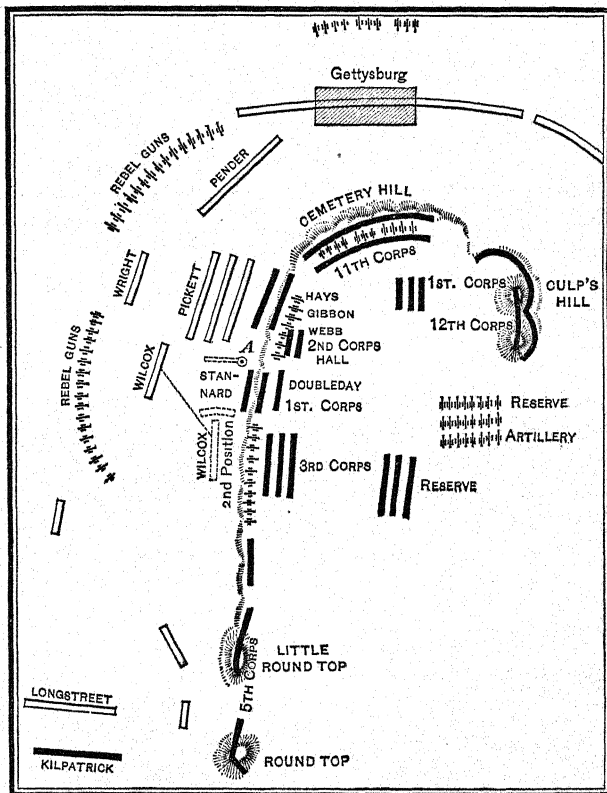 Gettysburg
REBEL GUNS
PENDER
CEMETERY HILL
11TH CORPS
WRIGHT
PICKETT
HAYS
GIBBON
WEBB
2ND CORPS
HALL
1ST. CORPS
CULP'S
HILL
12TH CORPS
A
REBEL GUNS
WILCOX
STAN-
NARD
DOUBLEDAY
1ST. CORPS
RESERVE
ARTILLERY
WILCOX
2nd Position
3RD CORPS
RESERVE
LITTLE
ROUND TOP
5TH CORPS
LONGSTREET
KILPATRICK
ROUND TOP